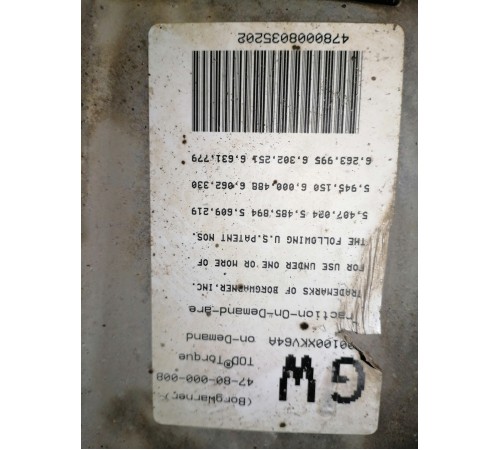 (BorgWarner)
47-80-000-008
GW
TOD®Torque
on-Demand
00100XKV64A
raction-On-Demand-are
TRADEMARKS OF BORGWARNER.INC.
FOR USE UNDER ONE OR MORE OF
THE FOLLOWING U.S.PATENT NOS.
5,407,024 5,485,894 5,609,219
5,945,150 6,000,488 6,062,330
6,263,995 6,302,251 6,631,779
47800008035202